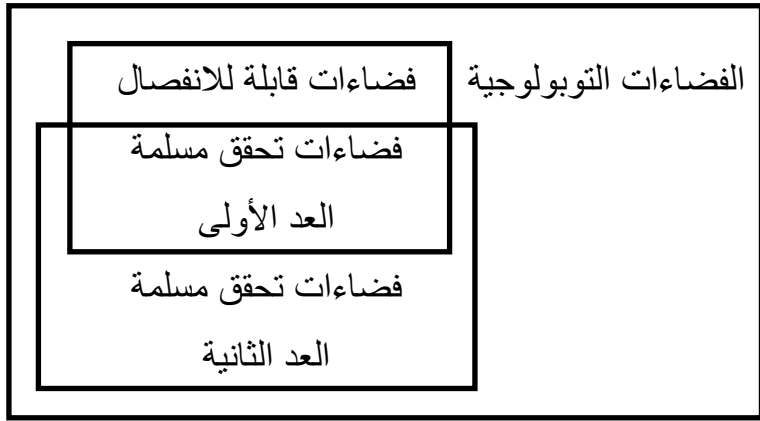 الفضاءات التوبولوجية
فضاءات قابلة للانفصال
فضاءات تحقق مسلمة
العد الأولى
فضاءات تحقق مسلمة
العد الثانية